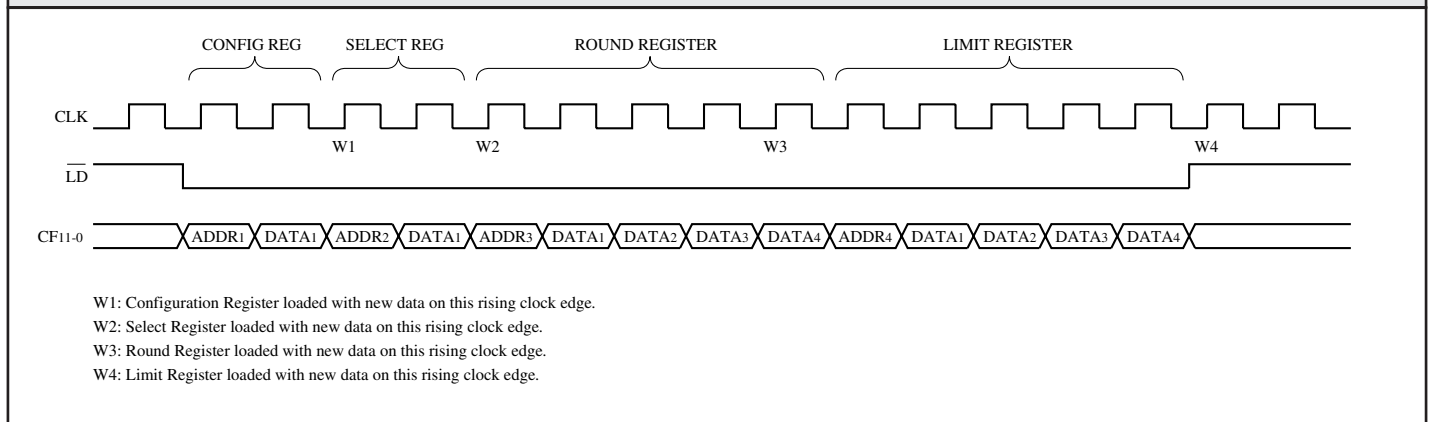 CONFIG REG SELECT REG ROUND REGISTER LIMIT REGISTER
CLK
W1 W2 W3 W4
LD
CF11-0 ADDR1 DATA1 ADDR2 DATA1 ADDR3 DATA1 DATA2 DATA3 DATA4 ADDR4 DATA1 DATA2 DATA3 DATA4
W1: Configuration Register loaded with new data on this rising clock edge.
W2: Select Register loaded with new data on this rising clock edge.
W3: Round Register loaded with new data on this rising clock edge.
W4: Limit Register loaded with new data on this rising clock edge.